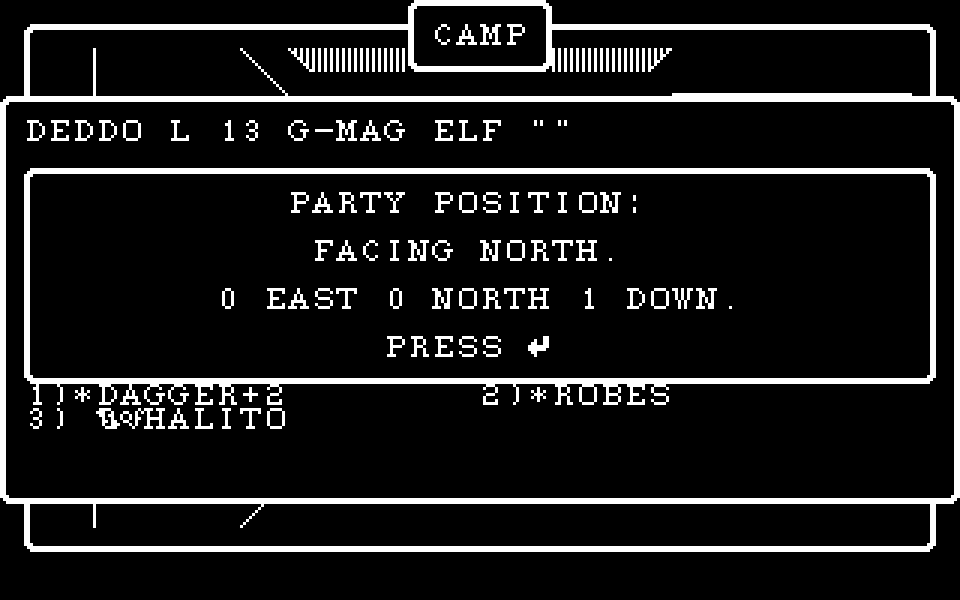 CAMP
DEDDO L 13 G-MAG ELF ""
PARTY POSITION:
FACING NORTH.
0 EAST 0 NORTH 1 DOWN.
PRESS ↵
1)*DAGGER+2 2)*ROBES
3) HALITO